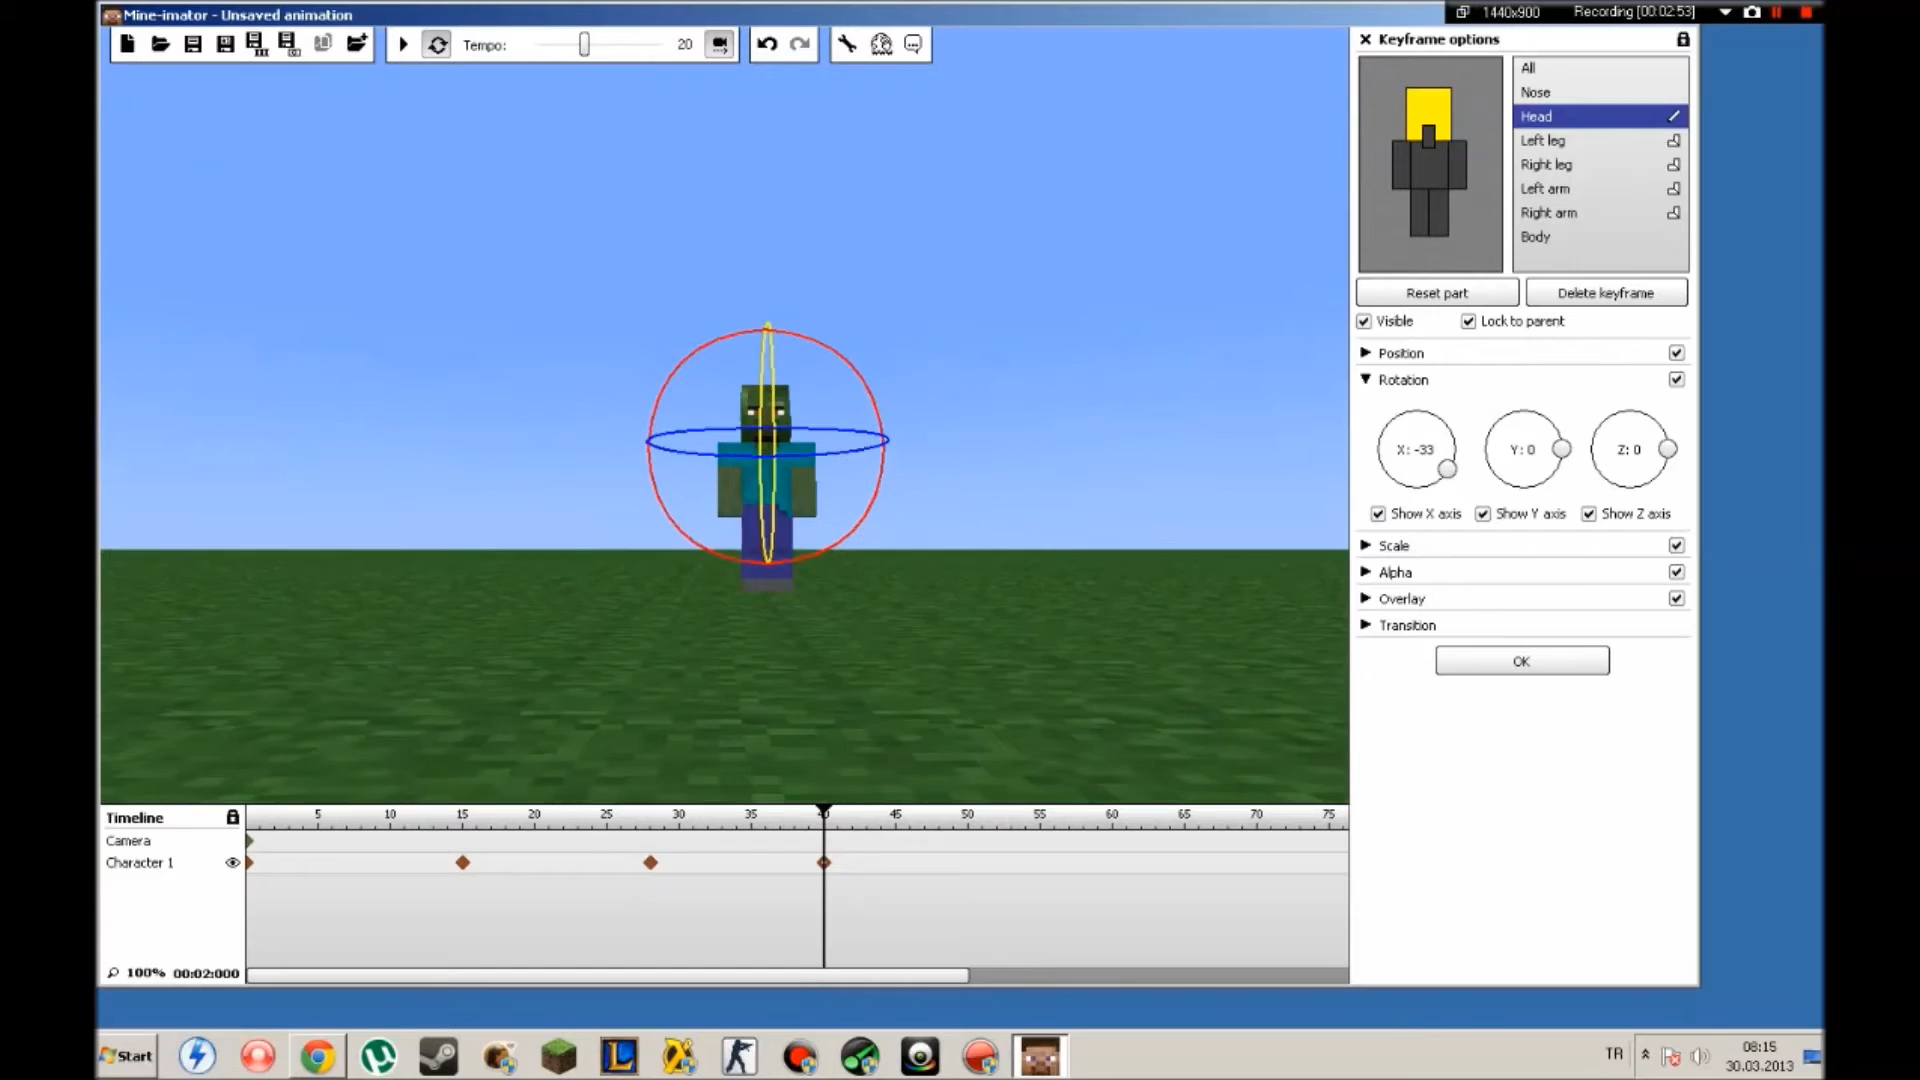 Mine-imator - Unsaved animation
1440x900 Recording [00:02:53]
Tempo: 20
Keyframe options
All
Nose
Head
Left leg
Right leg
Left arm
Right arm
Body
Reset part Delete keyframe
Visible Lock to parent
Position
Rotation
X: -33 Y: 0 Z: 0
Show X axis Show Y axis Show Z axis
Scale
Alpha
Overlay
Transition
OK
Timeline 5 10 15 20 25 30 35 40 45 50 55 60 65 70 75
Camera
Character 1
100% 00:02:000
Start TR 08:15
30.03.2013